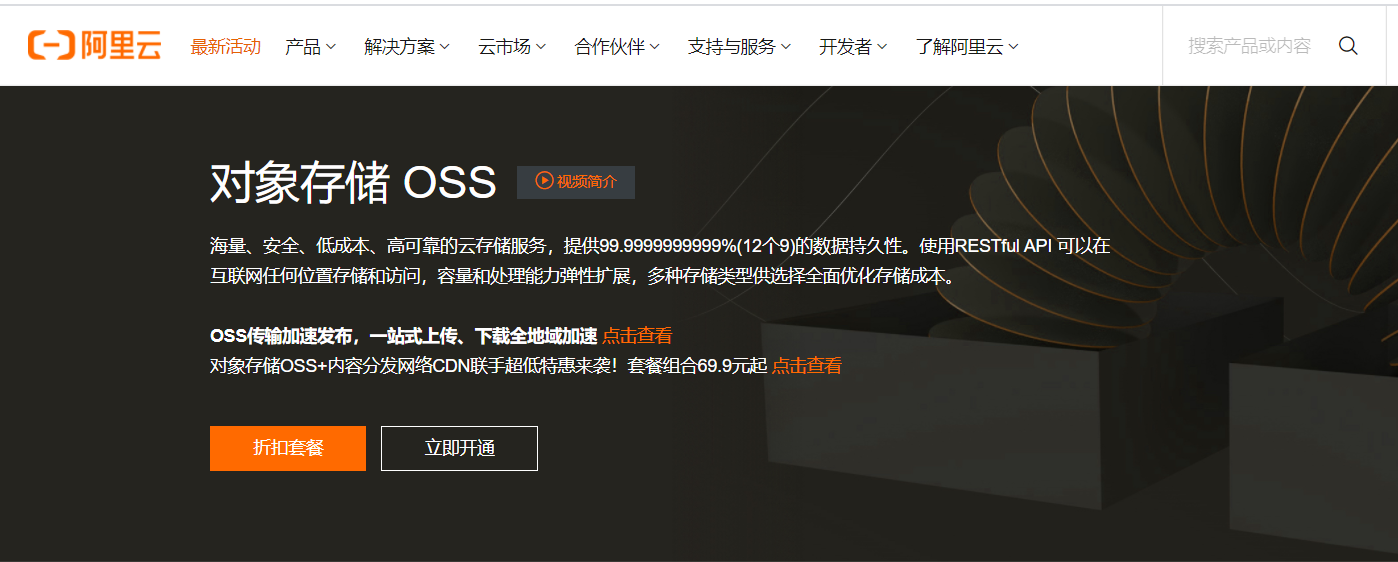 阿里云
最新活动 产品 解决方案 云市场 合作伙伴 支持与服务 开发者 了解阿里云 搜索产品或内容
对象存储 OSS 视频简介
海量、安全、低成本、高可靠的云存储服务，提供99.9999999999%(12个9)的数据持久性。使用RESTful API 可以在
互联网任何位置存储和访问，容量和处理能力弹性扩展，多种存储类型供选择全面优化存储成本。
OSS传输加速发布，一站式上传、下载全地域加速 点击查看
对象存储OSS+内容分发网络CDN联手超低特惠来袭！套餐组合69.9元起 点击查看
折扣套餐 立即开通